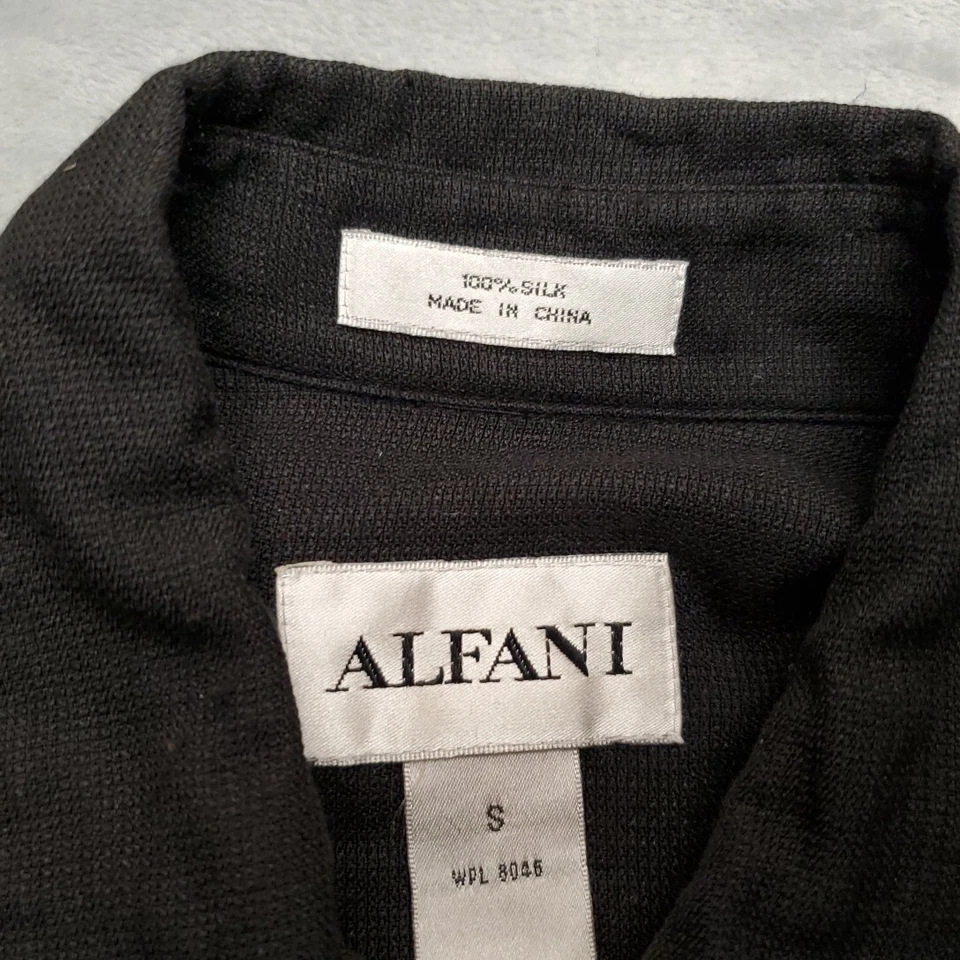 100% SILK
MADE IN CHINA
ALFANI
S
WPL 8046